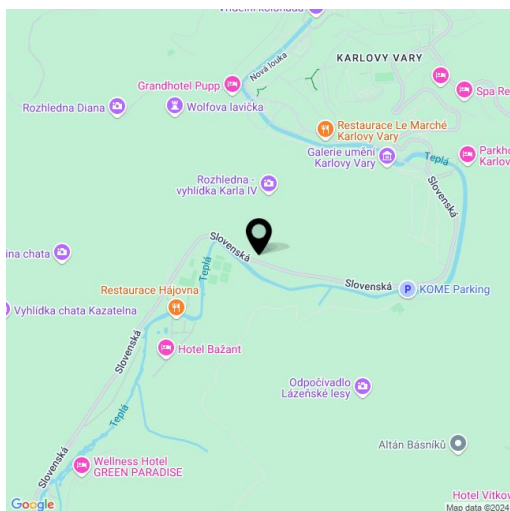 Vřídelní kolonáda
KARLOVY VARY
Nová louka
Grandhotel Pupp
Spa Re
Rozhledna Diana
Wolfova lavička
Restaurace Le Marché
Karlovy Vary
Galerie umění
Karlovy Vary
Teplá
Parkho
Karlov
Rozhledna -
vyhlídka Karla IV
Slovenská
Slovenská
ina chata
Teplá
Slovenská
KOME Parking
Restaurace Hájovna
Vyhlídka chata Kazatelna
Hotel Bažant
Slovenská
Odpočívadlo
Lázeňské lesy
Teplá
Altán Básníků
Wellness Hotel
GREEN PARADISE
Slovenská
Hotel Vítkov
Google
Map data ©2024